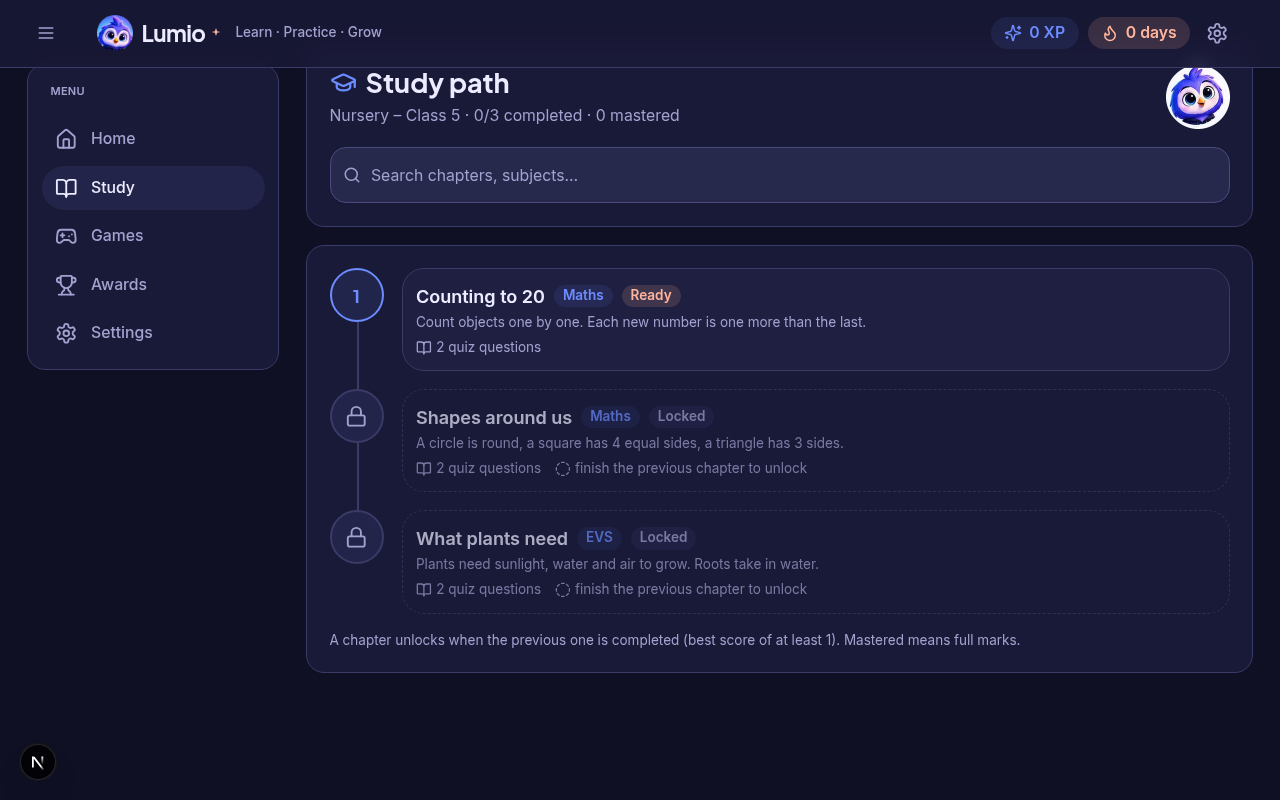 Lumio
Learn · Practice · Grow
0 XP
0 days
MENU
Home
Study
Games
Awards
Settings
Study path
Nursery – Class 5 · 0/3 completed · 0 mastered
Search chapters, subjects...
1
Counting to 20 Maths Ready
Count objects one by one. Each new number is one more than the last.
2 quiz questions
Shapes around us Maths Locked
A circle is round, a square has 4 equal sides, a triangle has 3 sides.
2 quiz questions finish the previous chapter to unlock
What plants need EVS Locked
Plants need sunlight, water and air to grow. Roots take in water.
2 quiz questions finish the previous chapter to unlock
A chapter unlocks when the previous one is completed (best score of at least 1). Mastered means full marks.
N